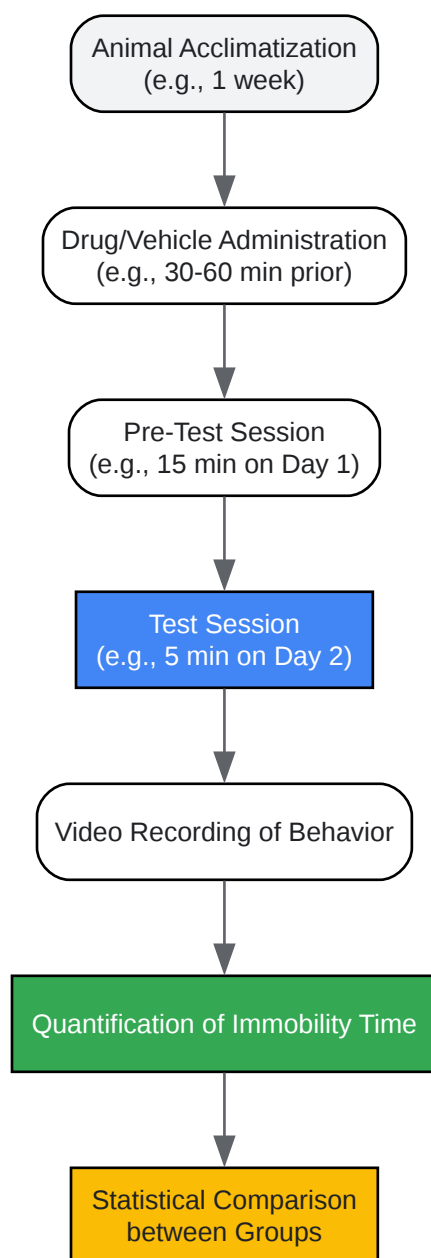 Animal Acclimatization
(e.g., 1 week)
Drug/Vehicle Administration
(e.g., 30-60 min prior)
Pre-Test Session
(e.g., 15 min on Day 1)
Test Session
(e.g., 5 min on Day 2)
Video Recording of Behavior
Quantification of Immobility Time
Statistical Comparison
between Groups